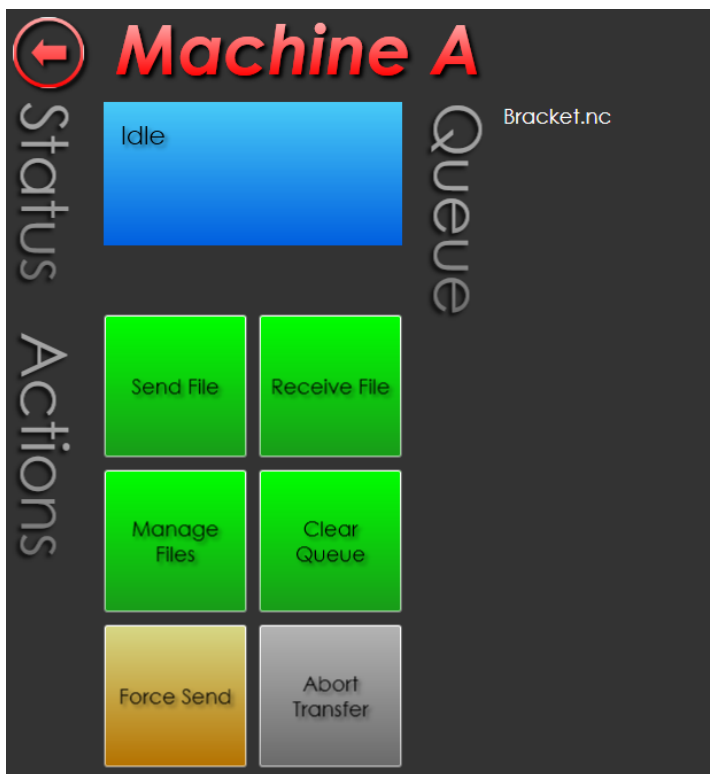 Machine A
Status
Idle
Queue
Bracket.nc
Actions
Send File
Receive File
Manage
Files
Clear
Queue
Force Send
Abort
Transfer